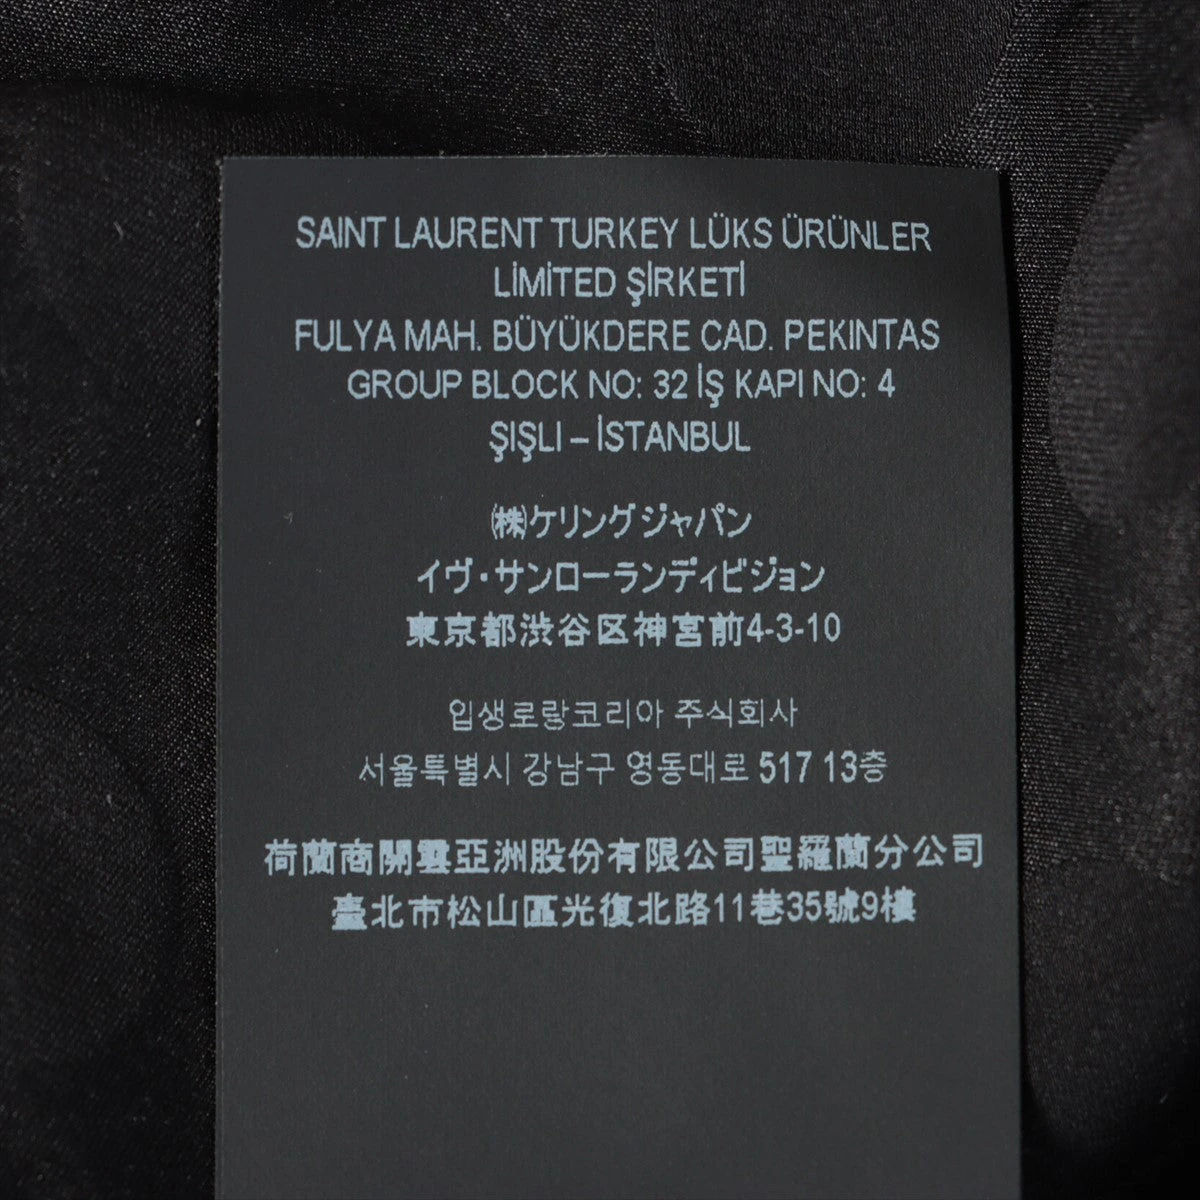 SAINT LAURENT TURKEY LÜKS ÜRÜNLER
LİMİTED ŞİRKETİ
FULYA MAH. BÜYÜKDERE CAD. PEKINTAS
GROUP BLOCK NO: 32 İŞ KAPI NO: 4
ŞIŞLI – İSTANBUL
㈱ケリングジャパン
イヴ・サンローランディビジョン
東京都渋谷区神宮前4-3-10
입생로랑코리아 주식회사
서울특별시 강남구 영동대로 517 13층
荷蘭商開雲亞洲股份有限公司聖羅蘭分公司
臺北市松山區光復北路11巷35號9樓